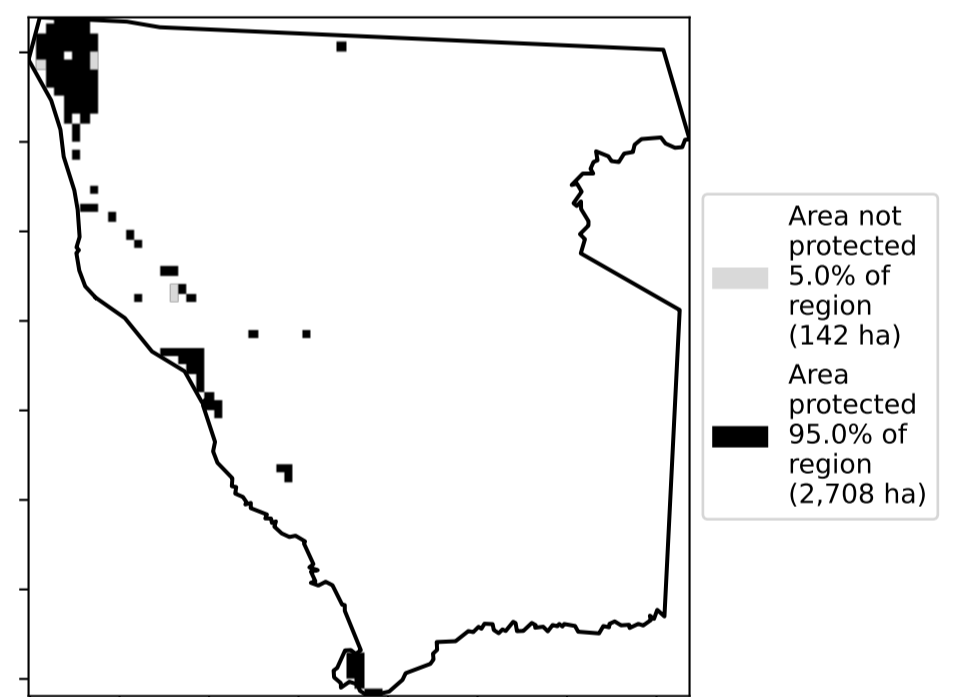 Area not
protected
5.0% of
region
(142 ha)
Area
protected
95.0% of
region
(2,708 ha)